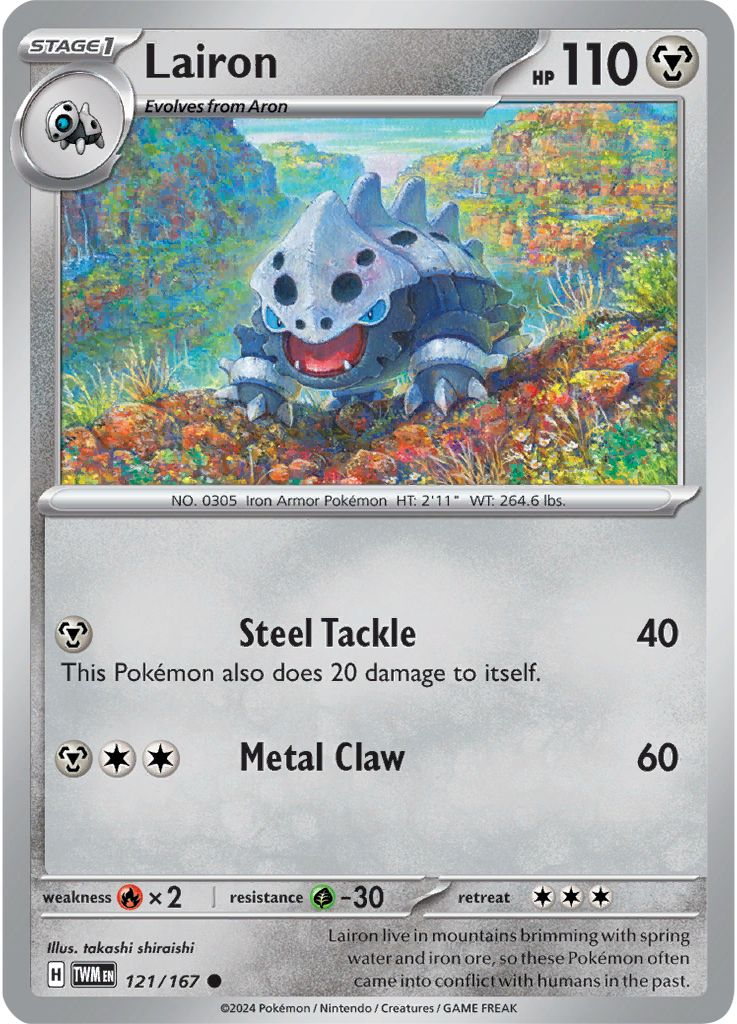 STAGE1
Lairon
HP 110
Evolves from Aron
NO. 0305 Iron Armor Pokémon HT: 2'11" WT: 264.6 lbs.
Steel Tackle 40
This Pokémon also does 20 damage to itself.
Metal Claw 60
weakness ×2 resistance -30 retreat
Illus. takashi shiraishi
Lairon live in mountains brimming with spring
water and iron ore, so these Pokémon often
came into conflict with humans in the past.
H TWM EN 121/167
©2024 Pokémon / Nintendo / Creatures / GAME FREAK